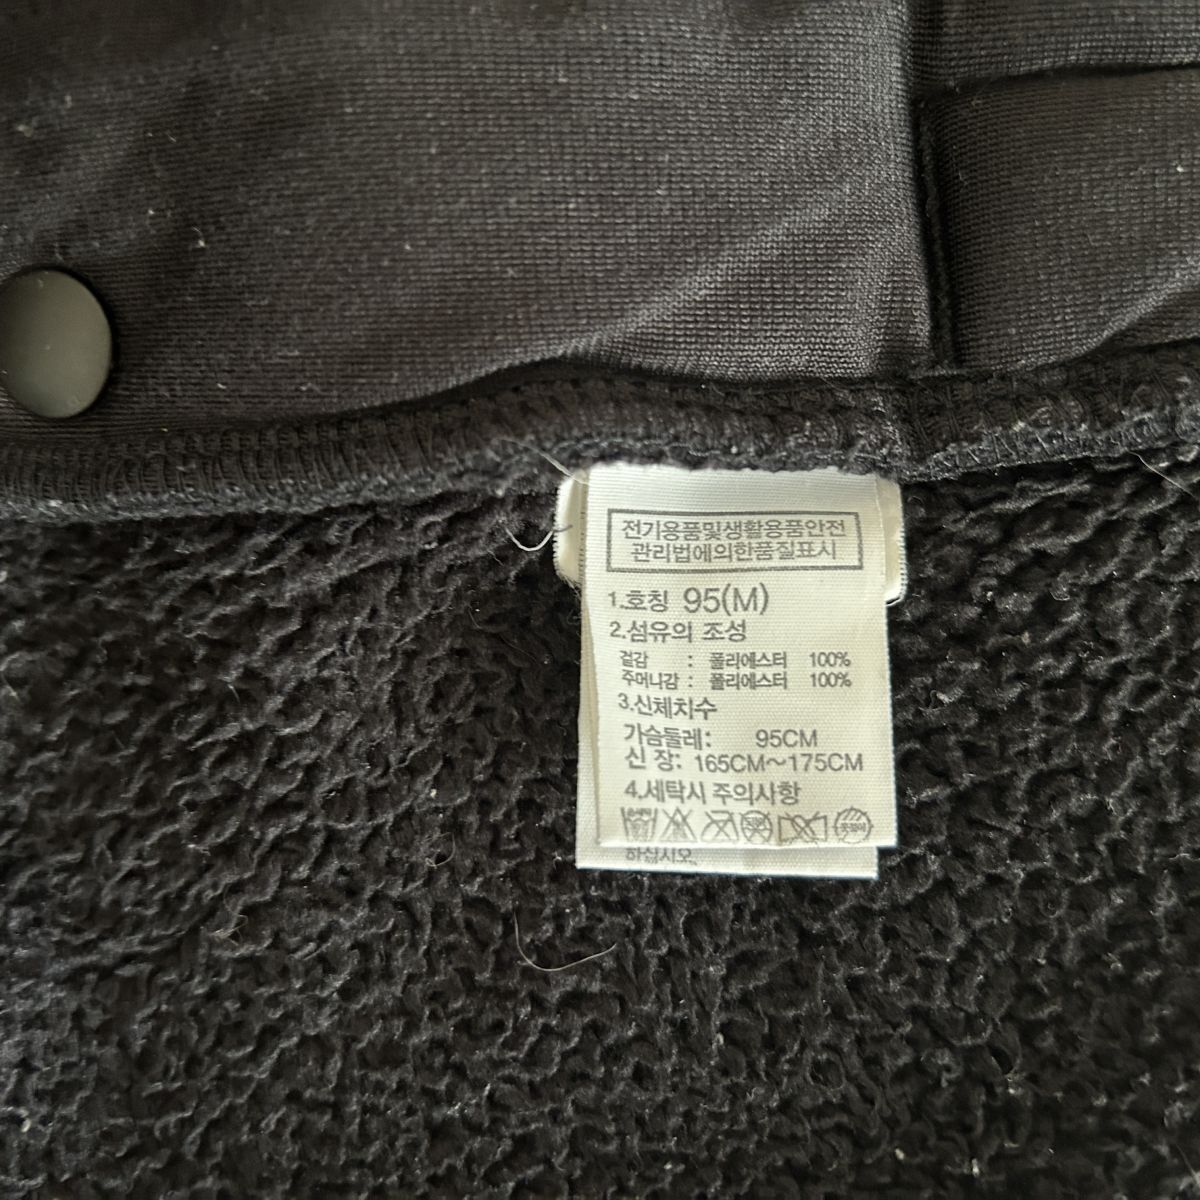 전기용품및생활용품안전
관리법에의한품질표시
1.호칭 95(M)
2.섬유의 조성
겉감 : 폴리에스터 100%
주머니감 : 폴리에스터 100%
3.신체치수
가슴둘레: 95CM
신 장: 165CM~175CM
4.세탁시 주의사항
하십시오.